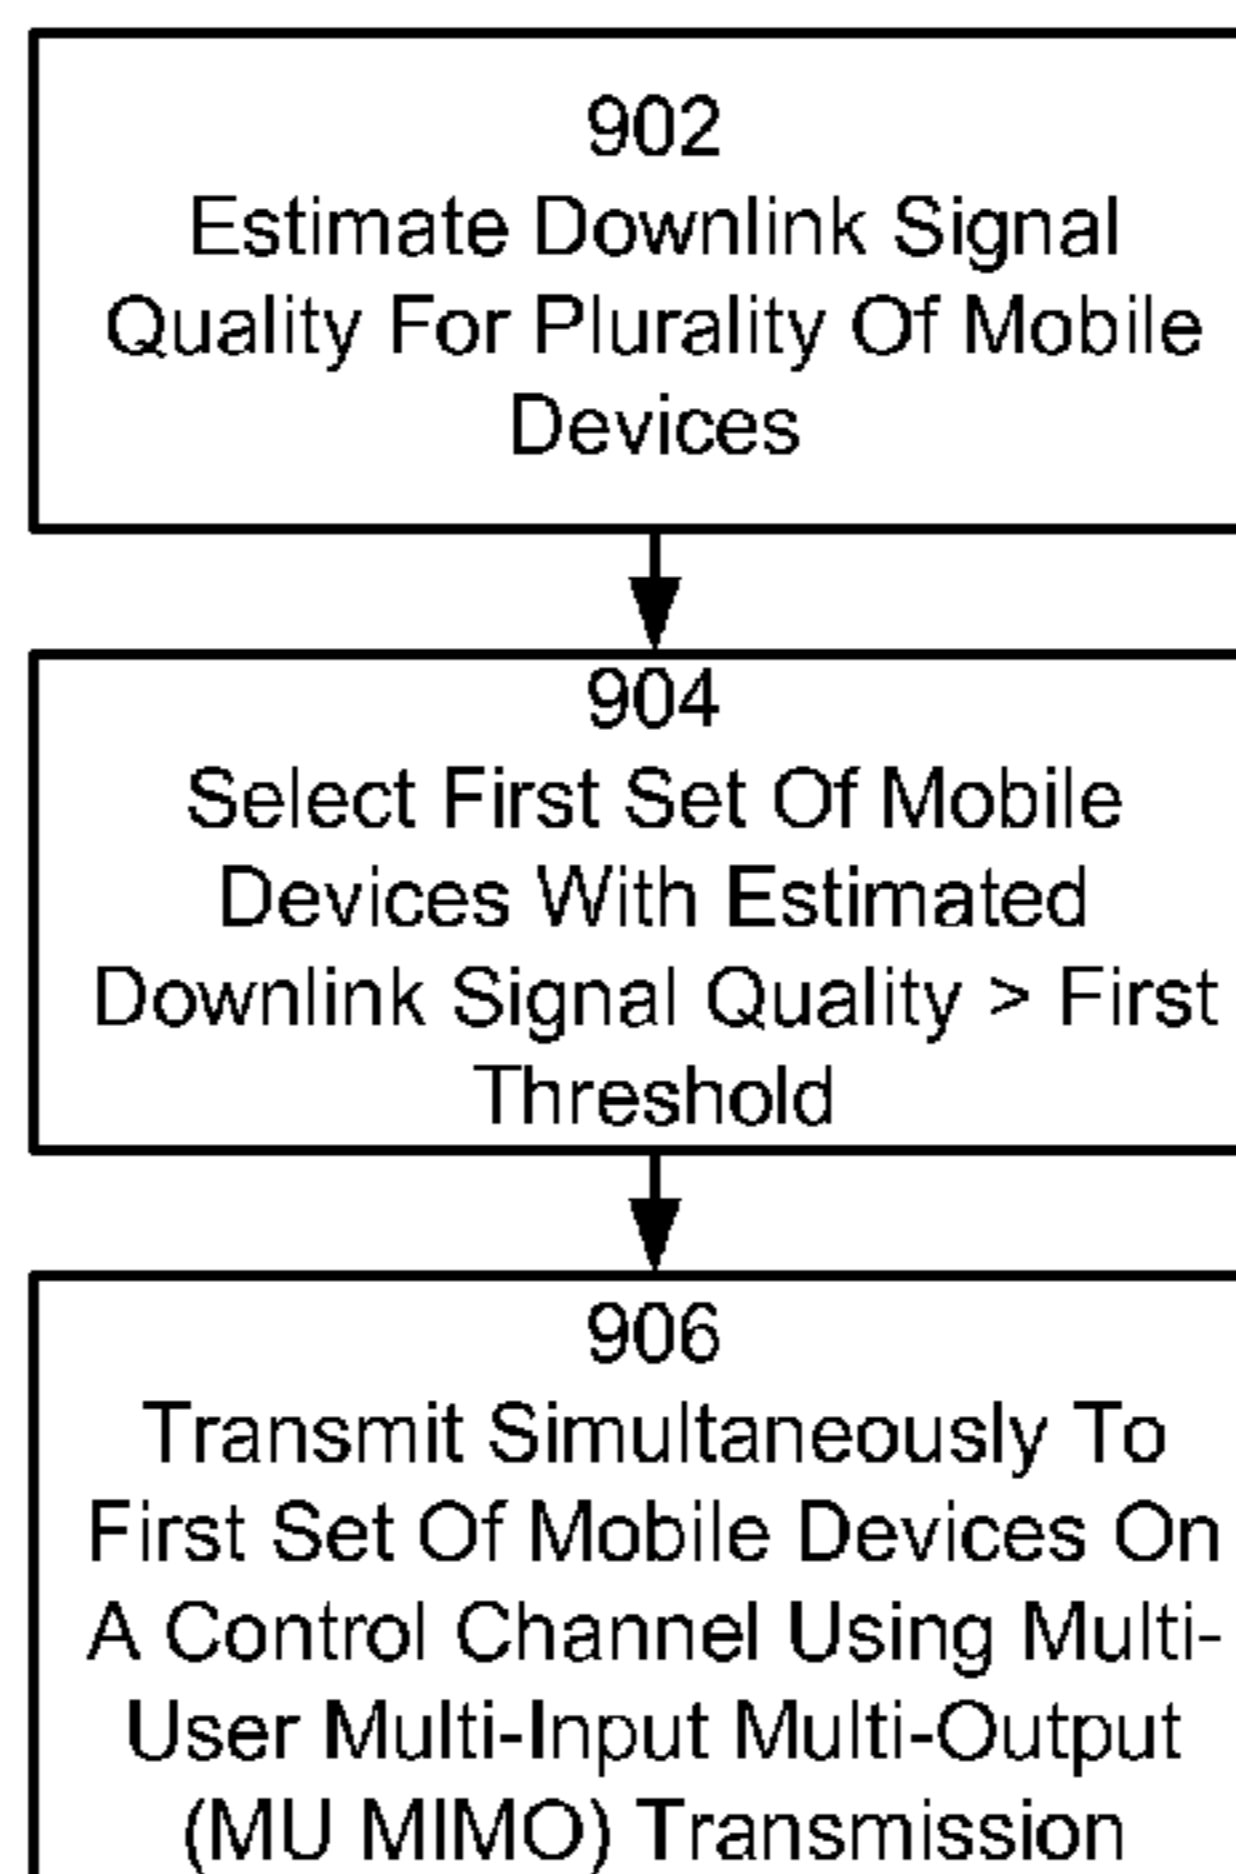 902
Estimate Downlink Signal
Quality For Plurality Of Mobile
Devices
904
Select First Set Of Mobile
Devices With Estimated
Downlink Signal Quality > First
Threshold
906
Transmit Simultaneously To
First Set Of Mobile Devices On
A Control Channel Using Multi-
User Multi-Input Multi-Output
(MU MIMO) Transmission